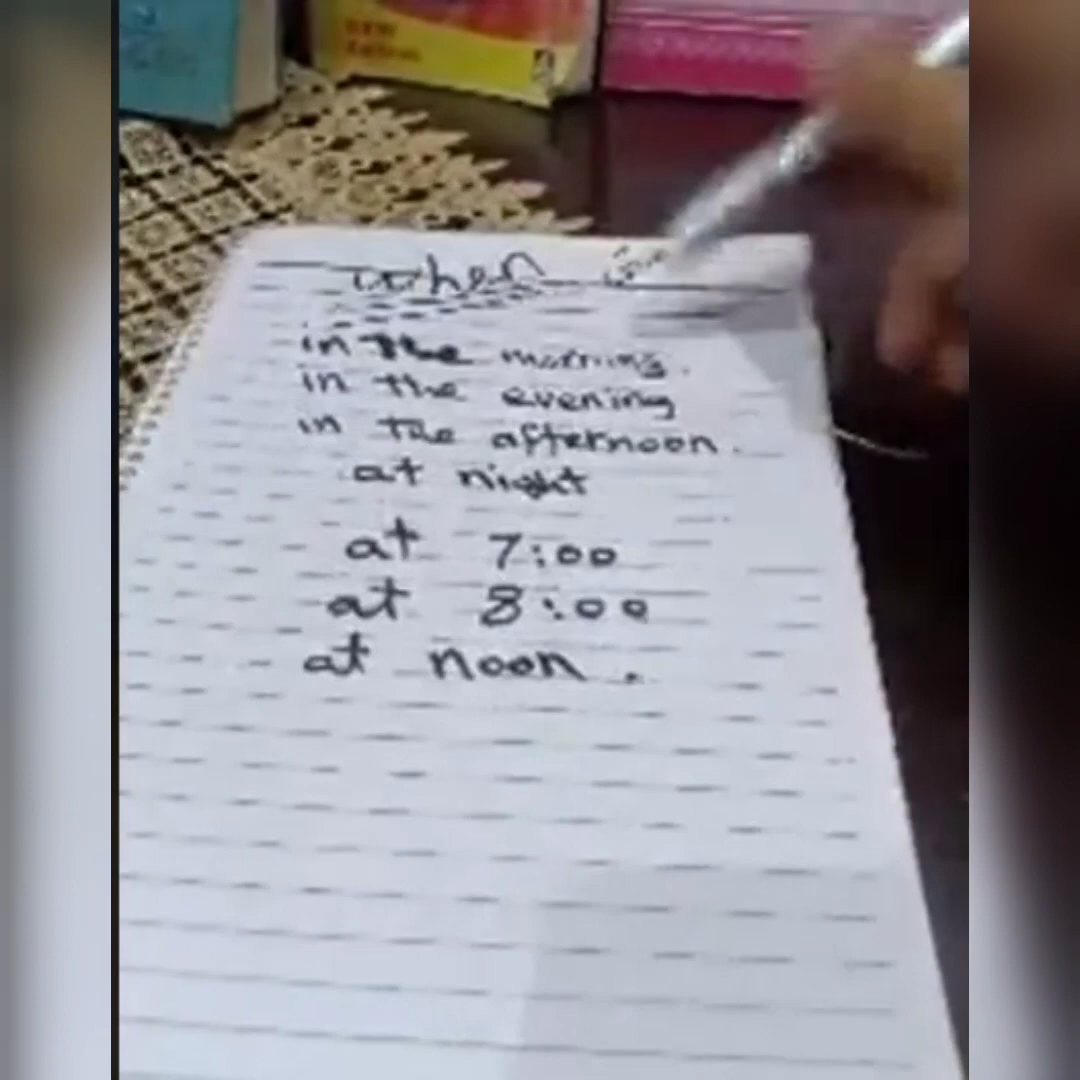 when
in the morning.
in the evening
in the afternoon.
at night
at 7:00
at 8:00
at noon.